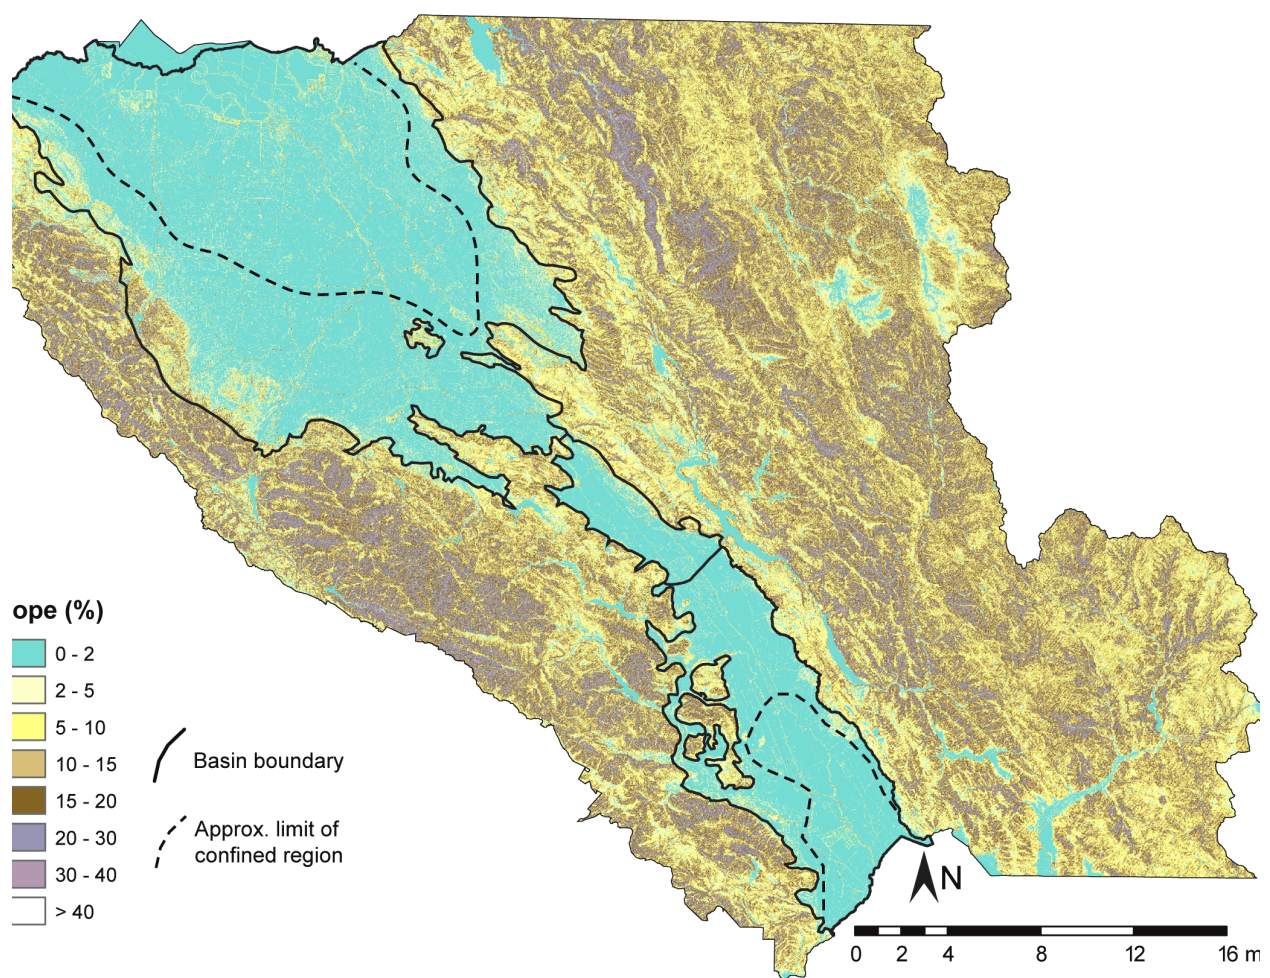 ope (%)
0 - 2
2 - 5
5 - 10
10 - 15
15 - 20
20 - 30
30 - 40
> 40
Basin boundary
Approx. limit of
confined region
N
0 2 4 8 12 16 m